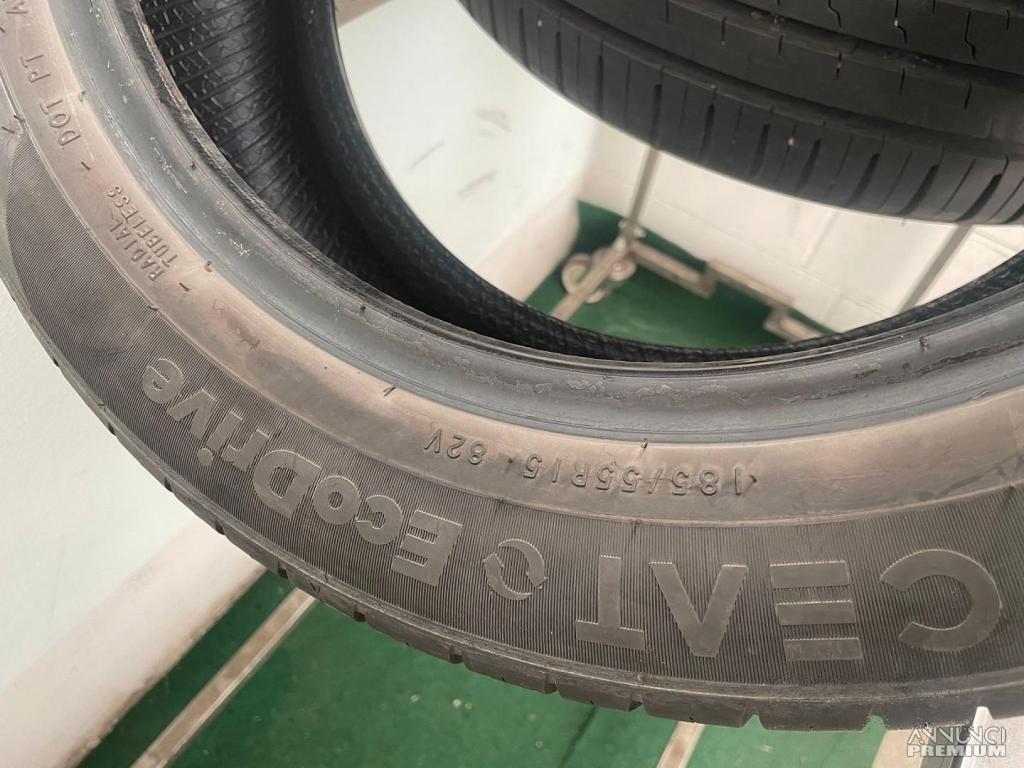 CEAT EcoDrive
185/55R15 82V
RADIAL
TUBELESS
DOT PT
ANNUNCI
PREMIUM